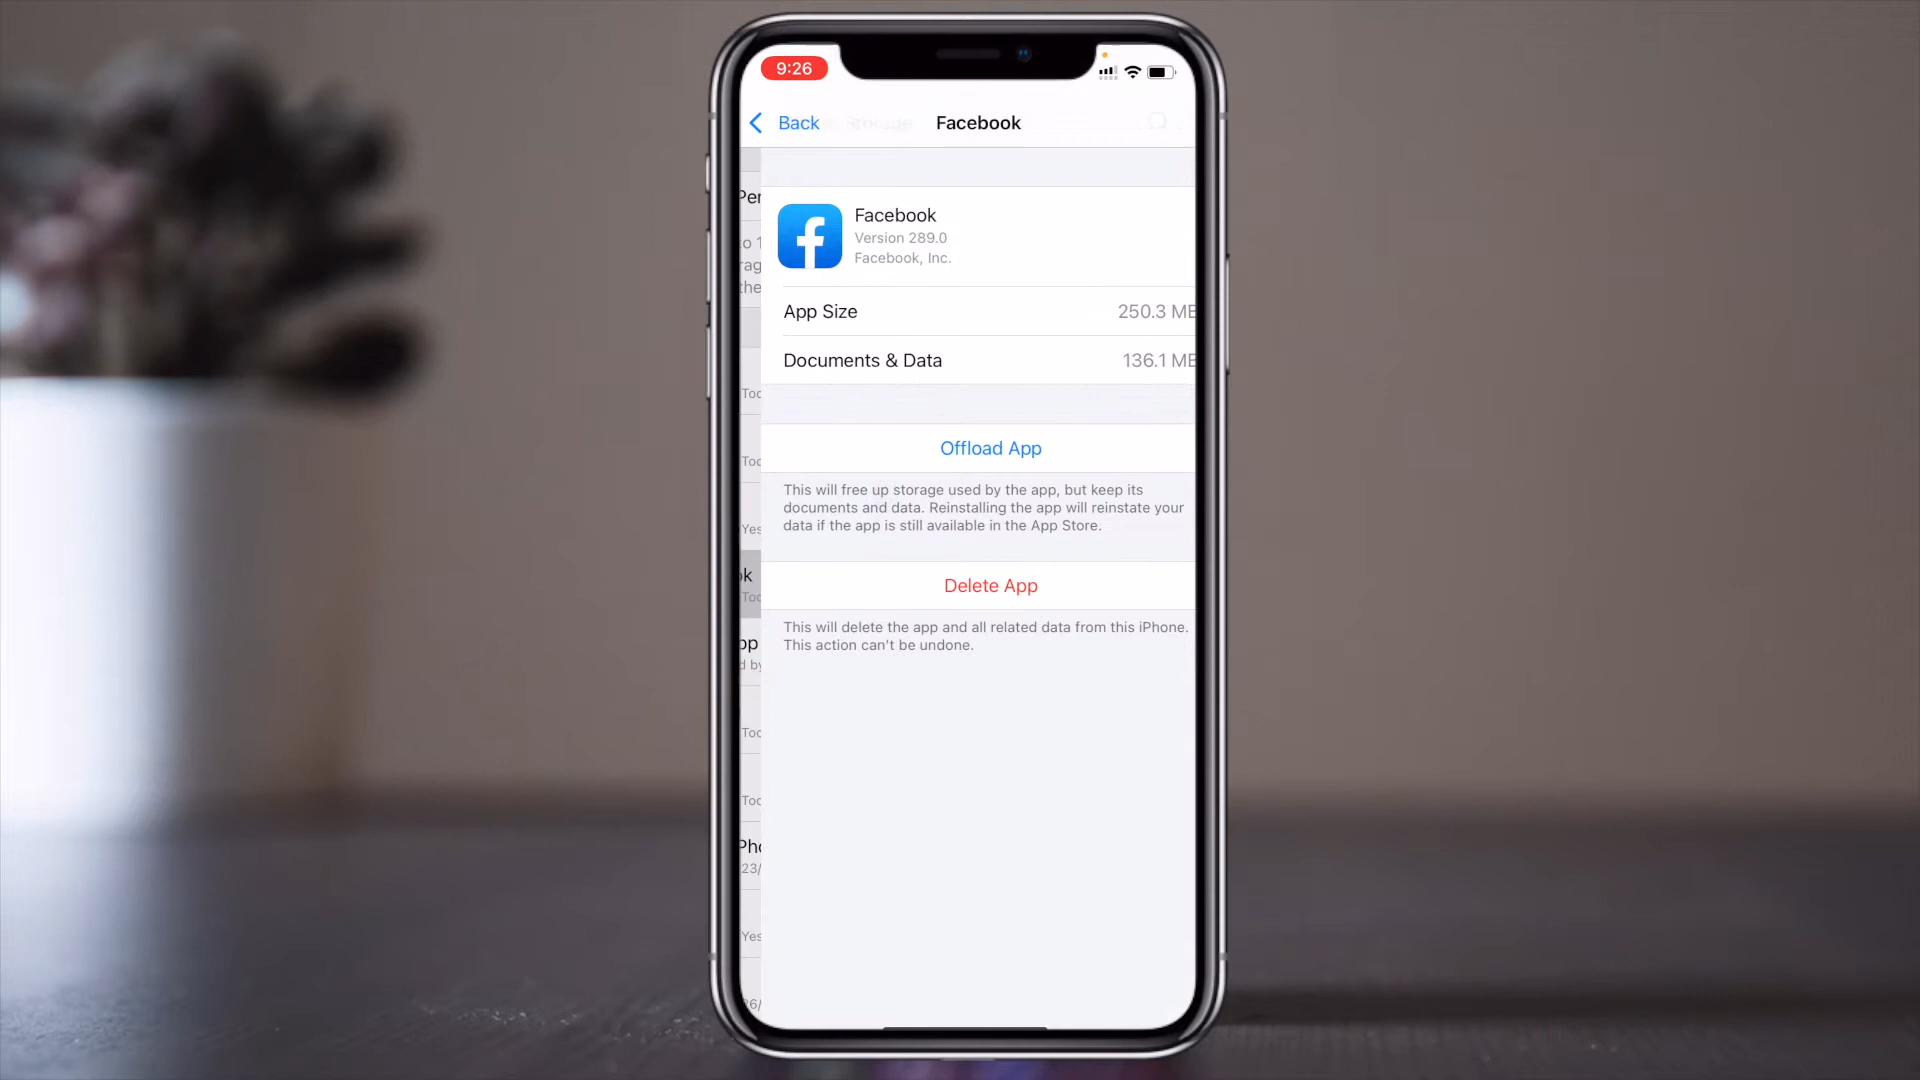 9:26
Back
Storage
Facebook
Facebook
Version 289.0
Facebook, Inc.
App Size 250.3 MB
Documents & Data 136.1 MB
Offload App
This will free up storage used by the app, but keep its
documents and data. Reinstalling the app will reinstate your
data if the app is still available in the App Store.
Delete App
This will delete the app and all related data from this iPhone.
This action can't be undone.